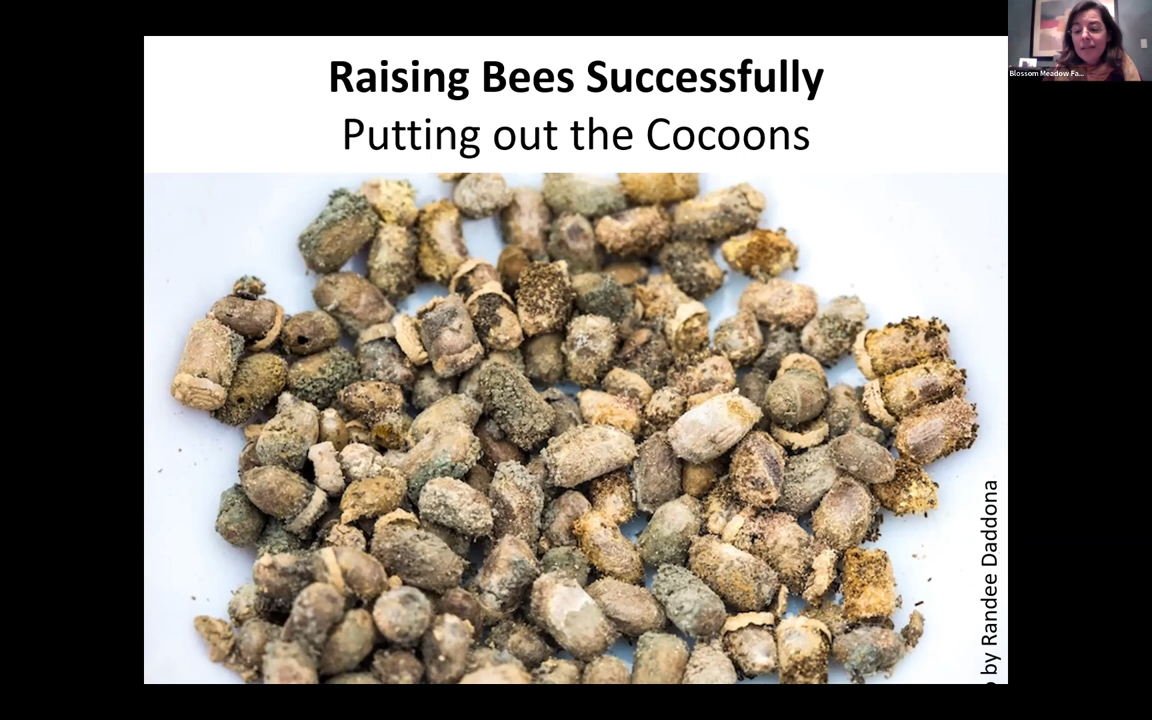 Raising Bees Successfully
Putting out the Cocoons
by Randee Daddona
Blossom Meadow Fa...